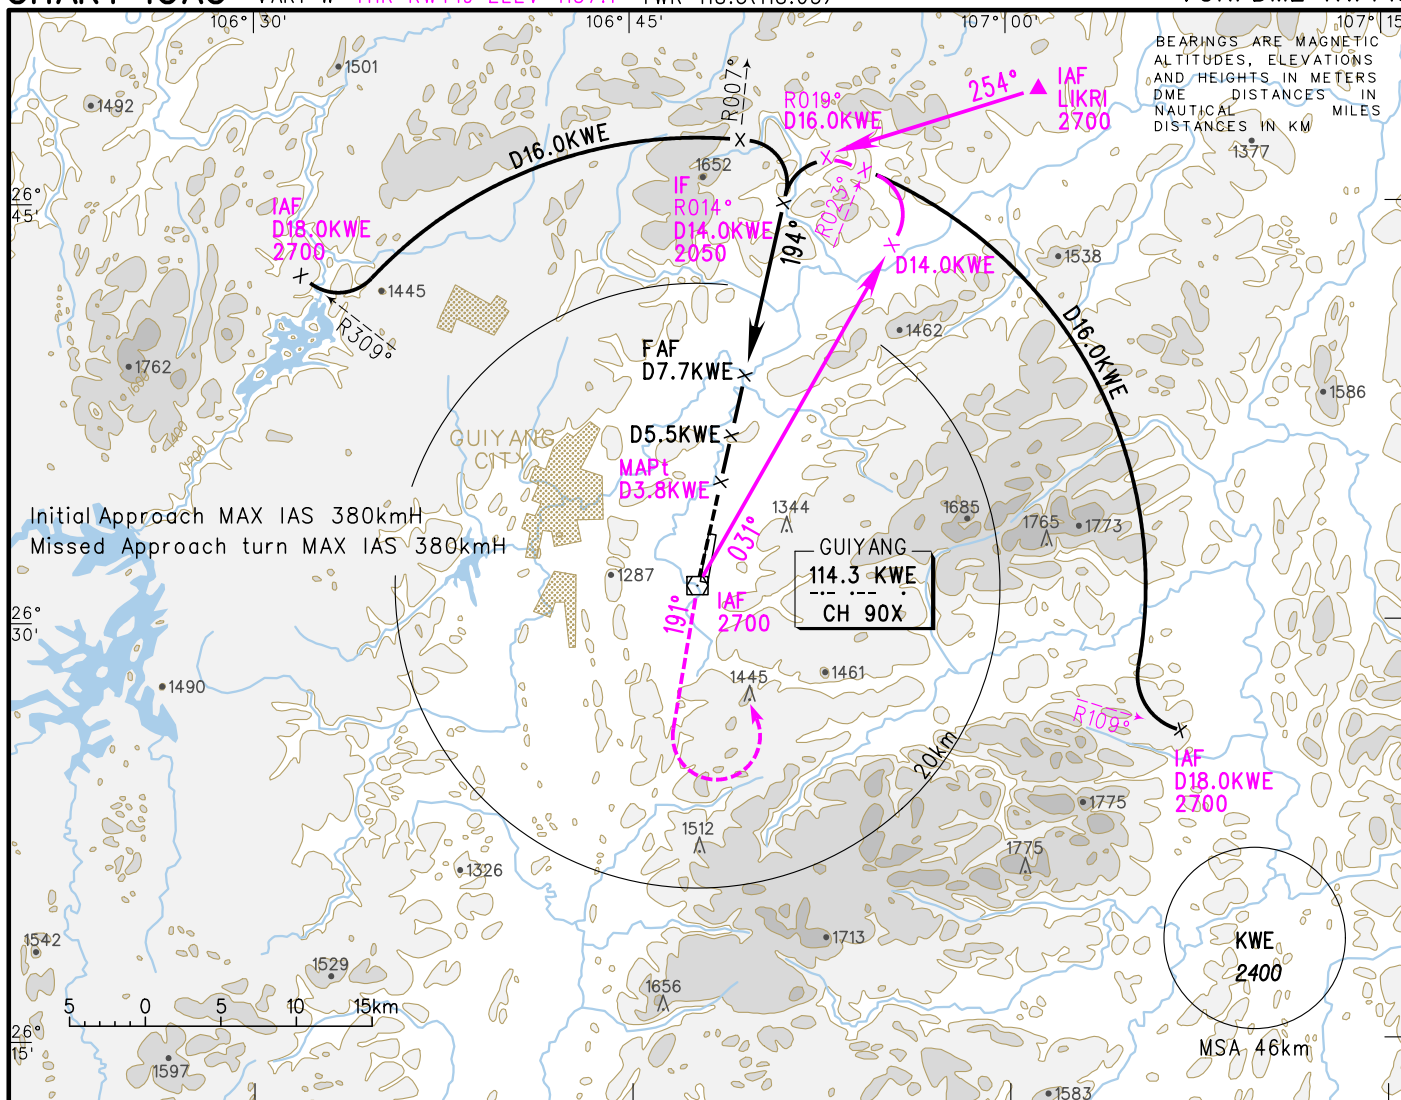 106° 30'
106° 45'
107° 00'
BEARINGS ARE MAGNETIC
ALTITUDES, ELEVATIONS
AND HEIGHTS IN METERS
DME DISTANCES IN
NAUTICAL MILES
DISTANCES IN KM
1501
1492
R007°
R019°
D16.0KWE
254°
IAF
LIKRI
2700
1377
D16.0KWE
1652
26°
45'
IAF
D18.0KWE
2700
IF
R014°
D14.0KWE
2050
194°
R023°
D14.0KWE
1538
1445
R309°
1462
D16.0KWE
1762
1600
1400
1200
FAF
D7.7KWE
1586
GUIYANG
CITY
D5.5KWE
MAPt
D3.8KWE
Initial Approach MAX IAS 380kmH
Missed Approach turn MAX IAS 380kmH
1344
031°
1685
1765
1773
GUIYANG
114.3 KWE
CH 90X
1287
IAF
2700
191°
26°
30'
1490
1445
1461
R109°
20km
IAF
D18.0KWE
2700
1775
1512
1775
1326
1542
1529
1713
1656
KWE
2400
MSA 46km
5 0 5 10 15km
26°
15'
1597
1583